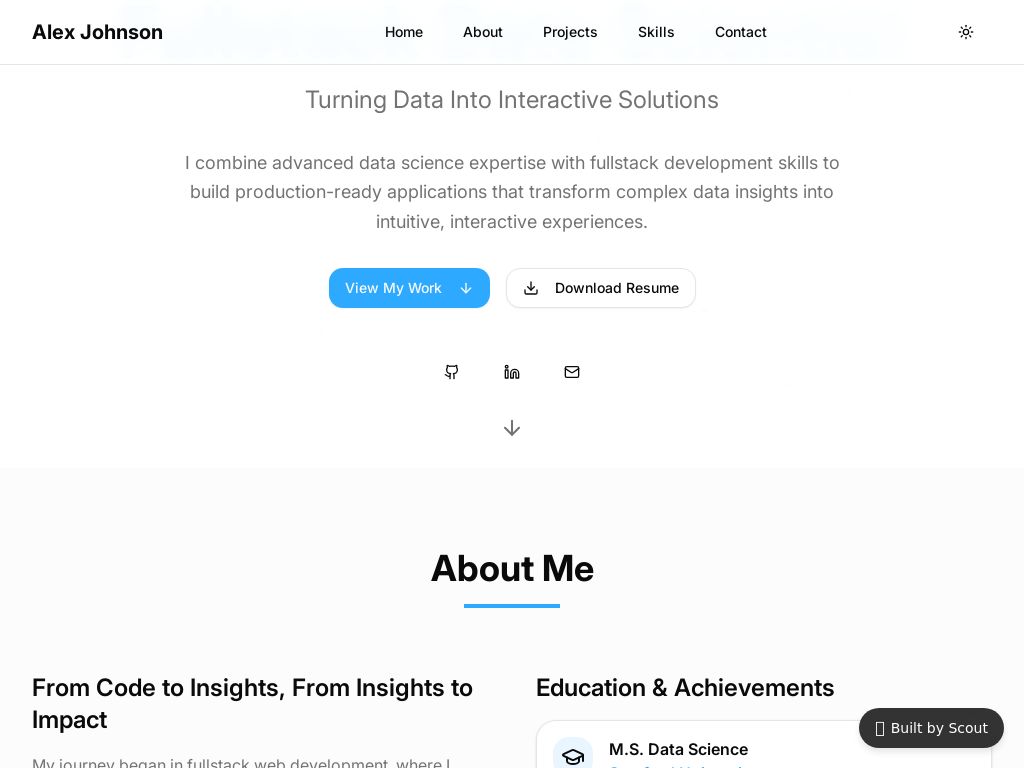 Alex Johnson
Home
About
Projects
Skills
Contact
Turning Data Into Interactive Solutions
I combine advanced data science expertise with fullstack development skills to
build production-ready applications that transform complex data insights into
intuitive, interactive experiences.
View My Work
Download Resume
About Me
From Code to Insights, From Insights to
Impact
My journey began in fullstack web development, where I
Education & Achievements
M.S. Data Science
Built by Scout